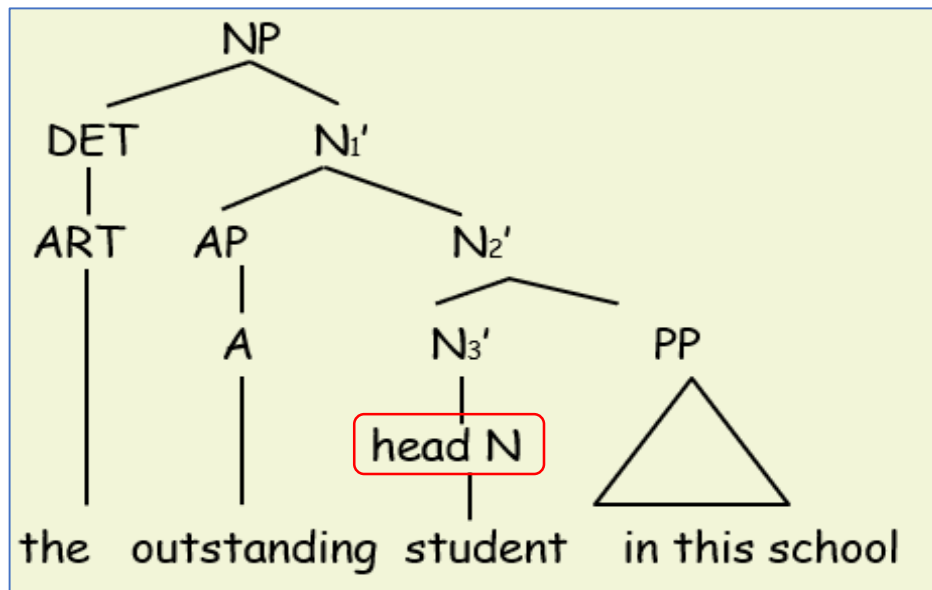 NP
DET N₁'
ART AP N₂'
A N₃' PP
head N
the outstanding student in this school